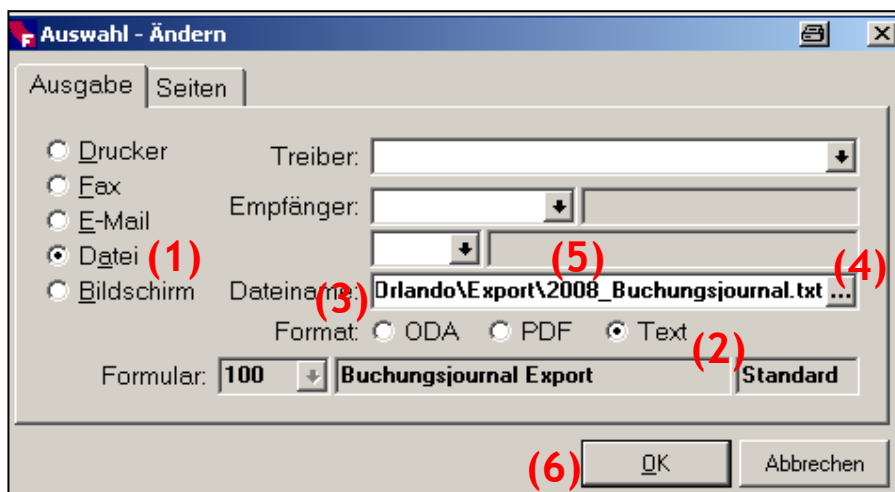 Auswahl - Ändern
Ausgabe Seiten
Drucker Treiber:
Fax
Empfänger:
E-Mail
Datei (1) (5) (4)
Bildschirm Dateiname: (3) Orlando\Export\2008_Buchungsjournal.txt ...
Format: ODA PDF Text (2)
Formular: 100 Buchungsjournal Export Standard
(6) OK Abbrechen